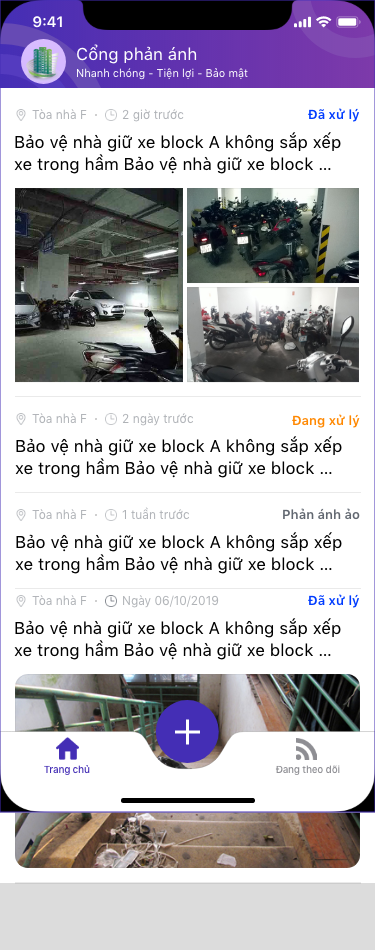 9:41
Cổng phản ánh
Nhanh chóng - Tiện lợi - Bảo mật
Tòa nhà F · 2 giờ trước Đã xử lý
Bảo vệ nhà giữ xe block A không sắp xếp
xe trong hầm Bảo vệ nhà giữ xe block ...
Tòa nhà F · 2 ngày trước Đang xử lý
Bảo vệ nhà giữ xe block A không sắp xếp
xe trong hầm Bảo vệ nhà giữ xe block ...
Tòa nhà F · 1 tuần trước Phản ánh ảo
Bảo vệ nhà giữ xe block A không sắp xếp
xe trong hầm Bảo vệ nhà giữ xe block ...
Tòa nhà F · Ngày 06/10/2019 Đã xử lý
Bảo vệ nhà giữ xe block A không sắp xếp
xe trong hầm Bảo vệ nhà giữ xe block ...
Trang chủ Đang theo dõi